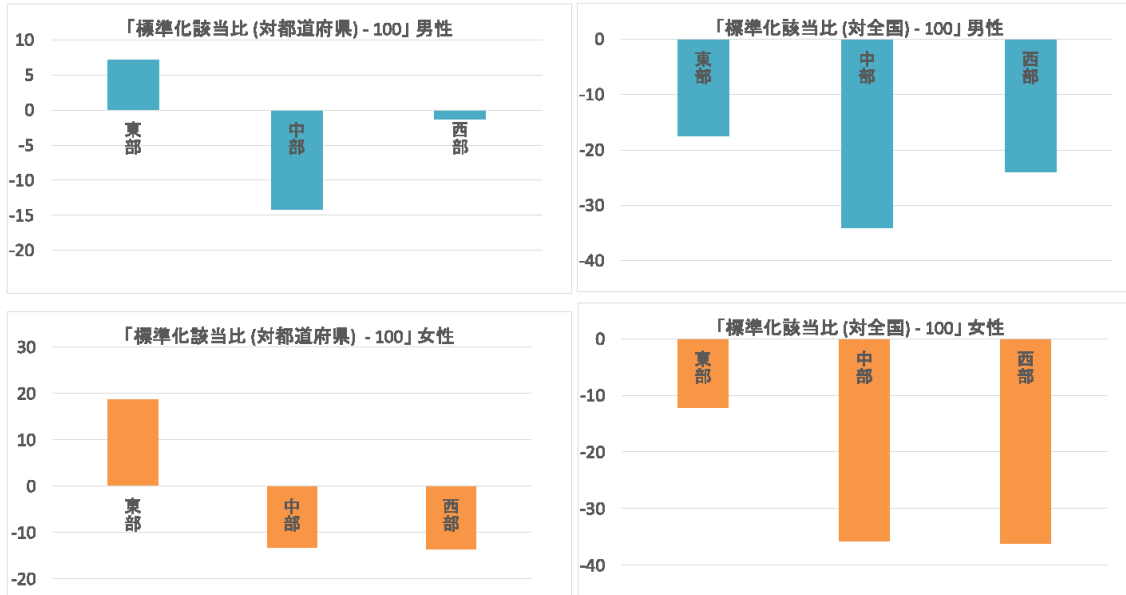 「標準化該当比 (対都道府県) - 100」 男性
10
5
0
-5
-10
-15
-20
東部
中部
西部
「標準化該当比 (対全国) - 100」 男性
0
-10
-20
-30
-40
東部
中部
西部
「標準化該当比 (対都道府県) - 100」 女性
30
20
10
0
-10
-20
東部
中部
西部
「標準化該当比 (対全国) - 100」 女性
0
-10
-20
-30
-40
東部
中部
西部